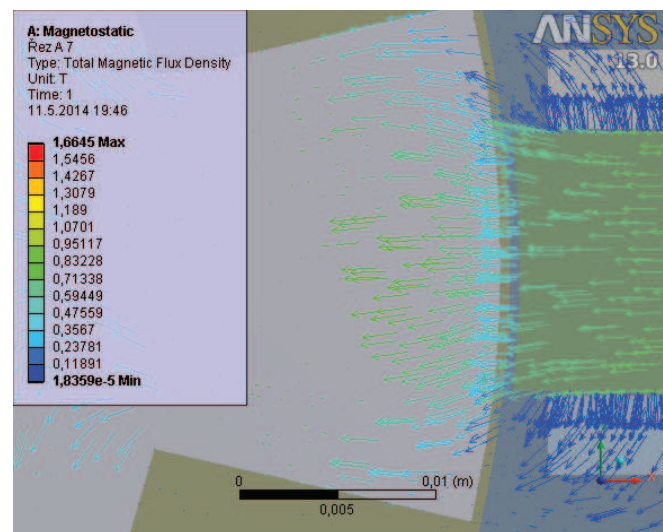 A: Magnetostatic
Řez A 7
Type: Total Magnetic Flux Density
Unit: T
Time: 1
11.5.2014 19:46
1,6645 Max
1,5456
1,4267
1,3079
1,189
1,0701
0,95117
0,83228
0,71338
0,59449
0,47559
0,3567
0,23781
0,11891
1,8359e-5 Min
ANSYS
13.0
0
0,01 (m)
0,005
X